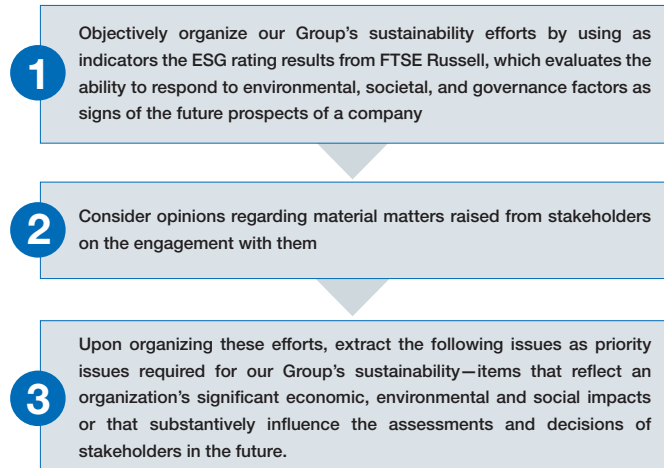 1
Objectively organize our Group’s sustainability efforts by using as
indicators the ESG rating results from FTSE Russell, which evaluates the
ability to respond to environmental, societal, and governance factors as
signs of the future prospects of a company
2
Consider opinions regarding material matters raised from stakeholders
on the engagement with them
3
Upon organizing these efforts, extract the following issues as priority
issues required for our Group’s sustainability—items that reflect an
organization’s significant economic, environmental and social impacts
or that substantively influence the assessments and decisions of
stakeholders in the future.